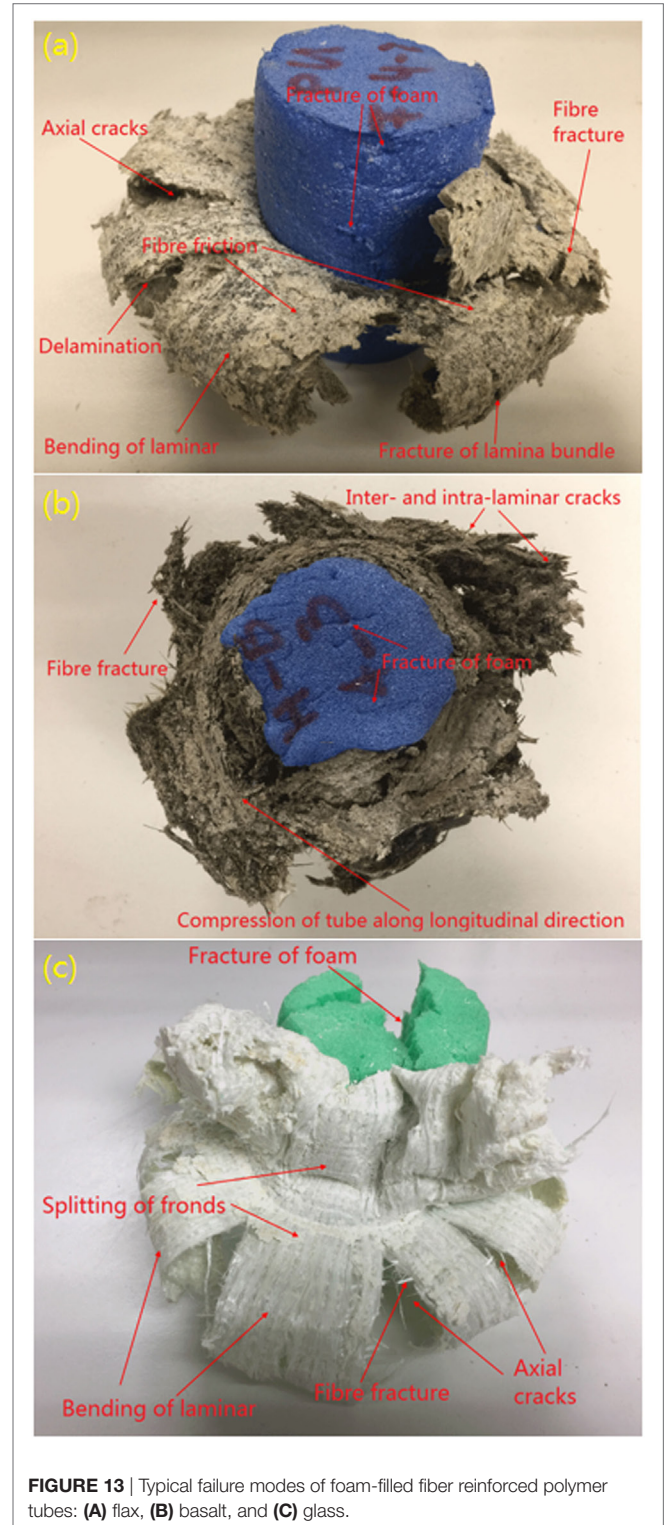 (a)
Fracture of foam
Axial cracks
Fibre
fracture
Fibre friction
Delamination
Bending of laminar
Fracture of lamina bundle
(b)
Inter- and intra-laminar cracks
Fibre fracture
Fracture of foam
Compression of tube along longitudinal direction
(c)
Fracture of foam
Splitting of fronds
Bending of laminar
Fibre fracture
Axial
cracks
FIGURE 13 | Typical failure modes of foam-filled fiber reinforced polymer
tubes: (A) flax, (B) basalt, and (C) glass.